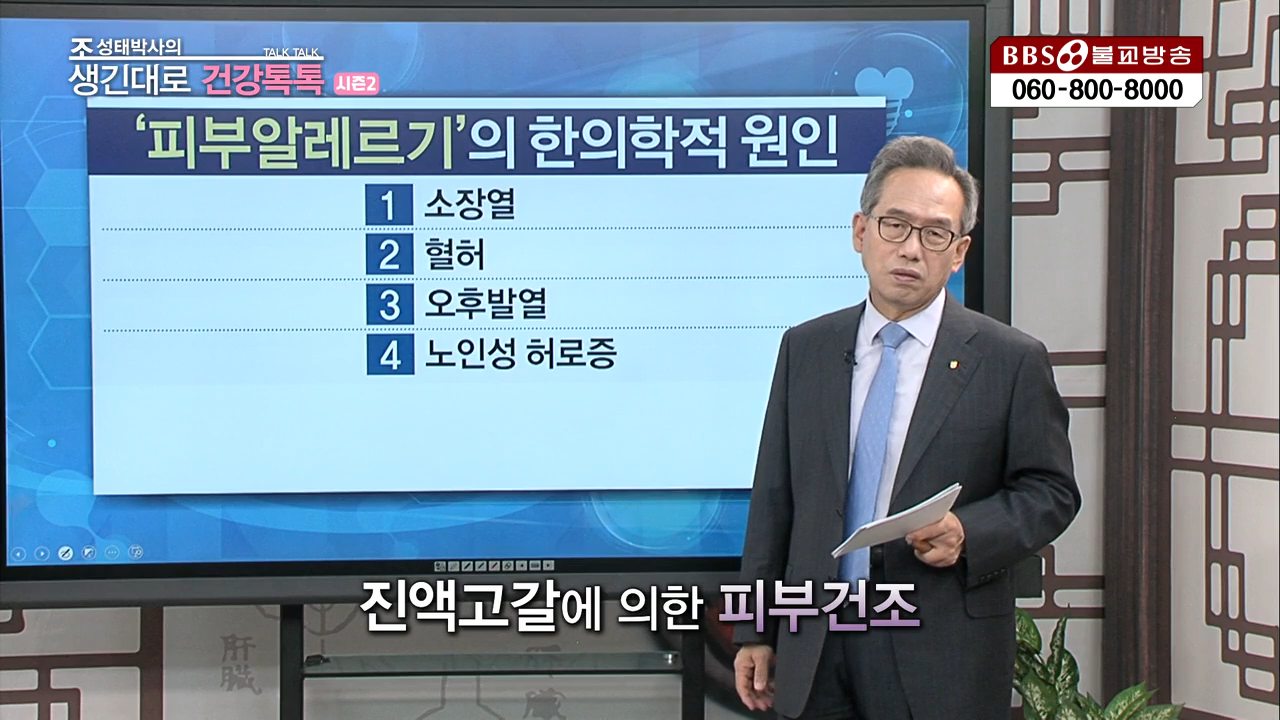 조성태박사의
TALK TALK
생긴대로 건강톡톡 시즌2
BBS 불교방송
060-800-8000
‘피부알레르기’의 한의학적 원인
1 소장열
2 혈허
3 오후발열
4 노인성 허로증
진액고갈에 의한 피부건조
肝臟